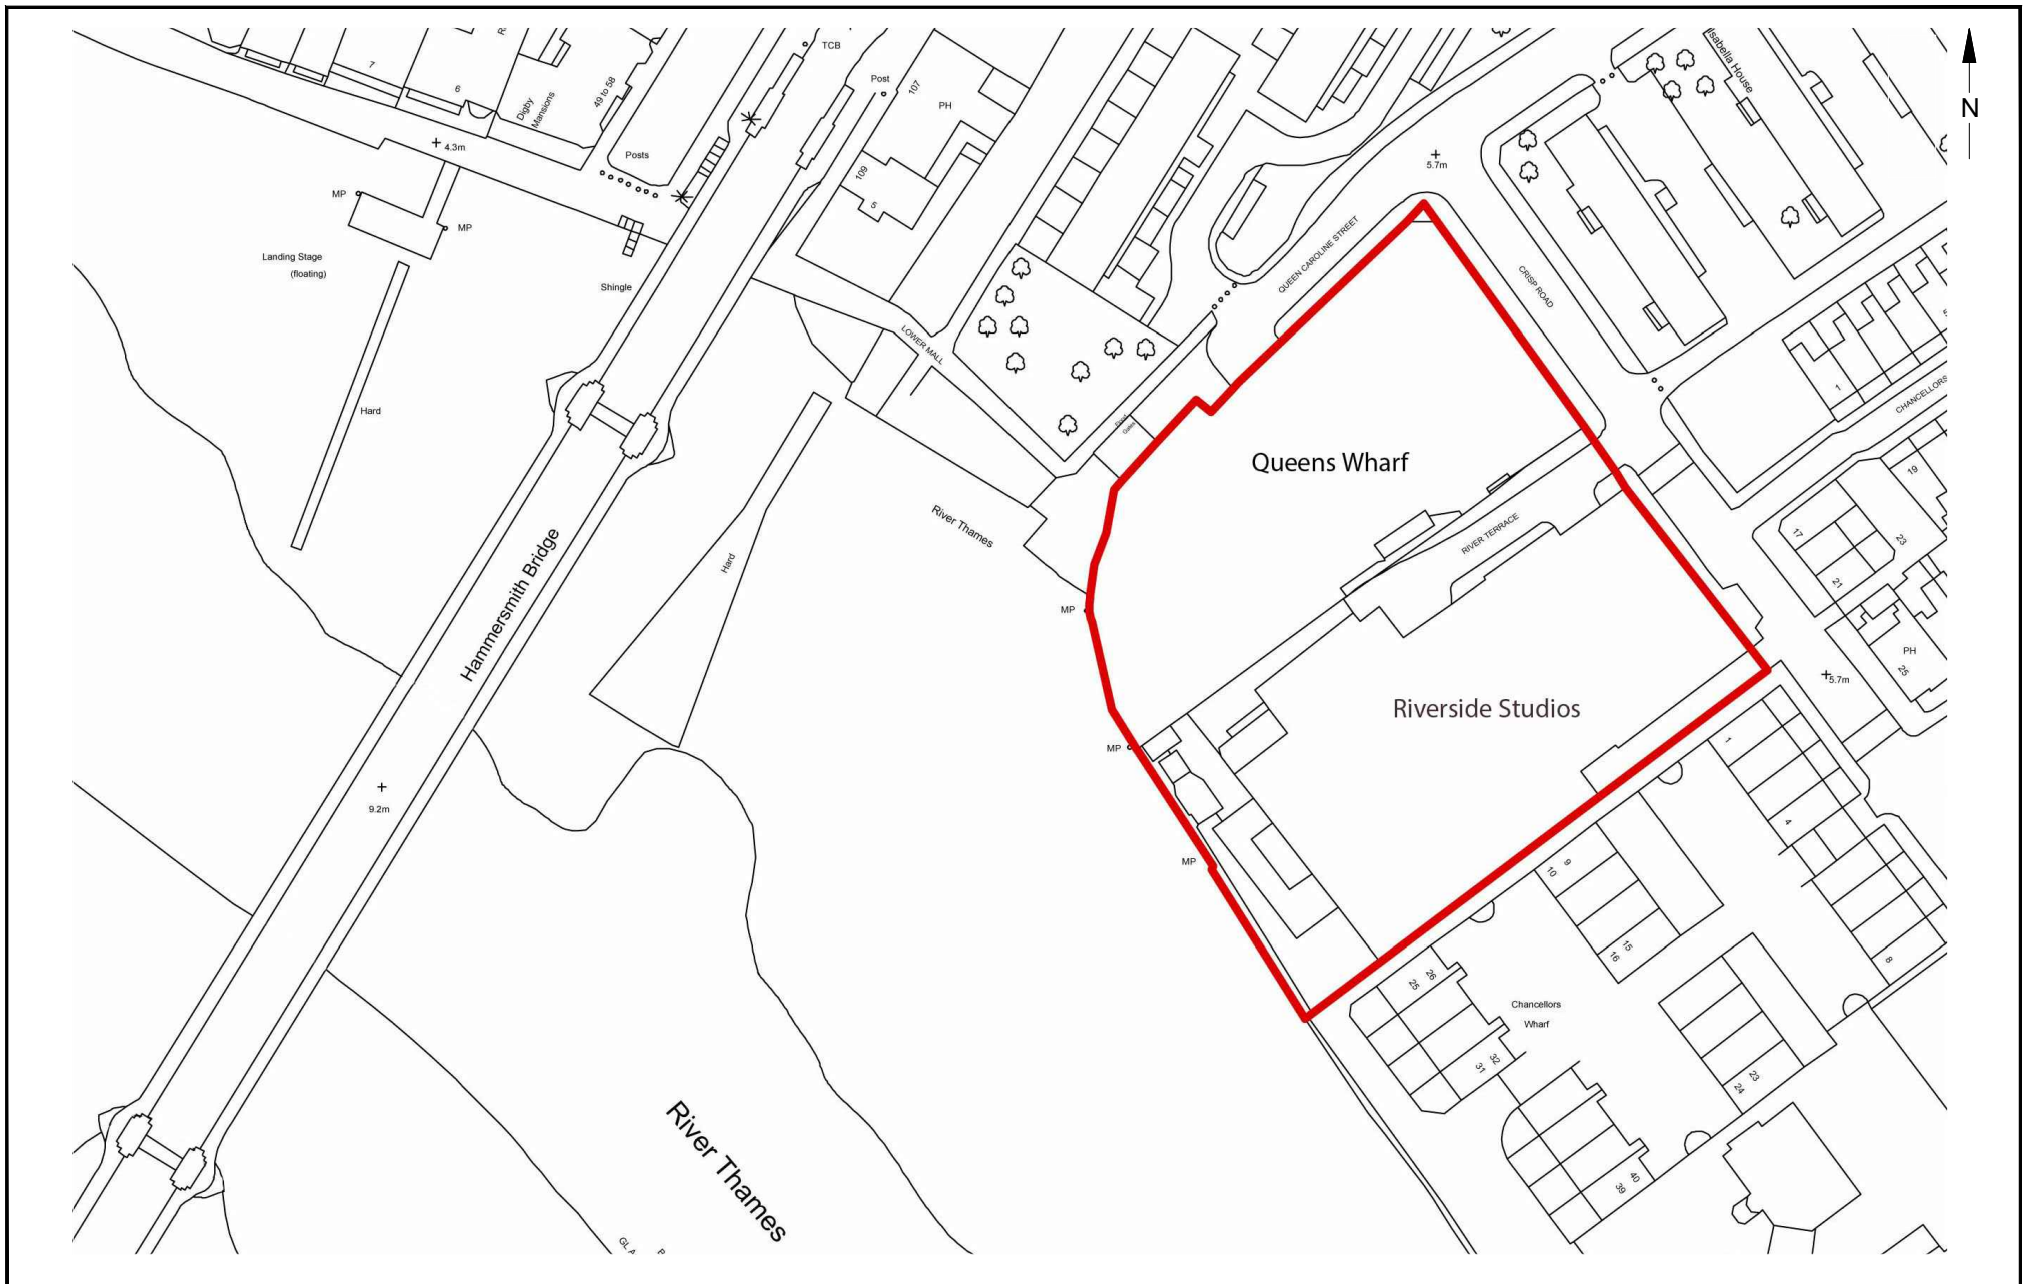 TCB
7
6
Digby
Mansions
49 to 58
Post
107
PH
109
5
Posts
4.3m
MP
MP
Landing Stage
(floating)
Shingle
Hard
LOWER MALL
QUEEN CAROLINE STREET
5.7m
CRISP ROAD
Isabella House
N
1
CHANCELLORS
19
17
23
21
PH
25
5.7m
Flood
Gates
Queens Wharf
RIVER TERRACE
River Thames
Hammersmith Bridge
Hard
MP
MP
MP
Riverside Studios
9.2m
1
4
8
9
10
15
16
26
25
32
31
Chancellors
Wharf
23
24
40
39
River Thames